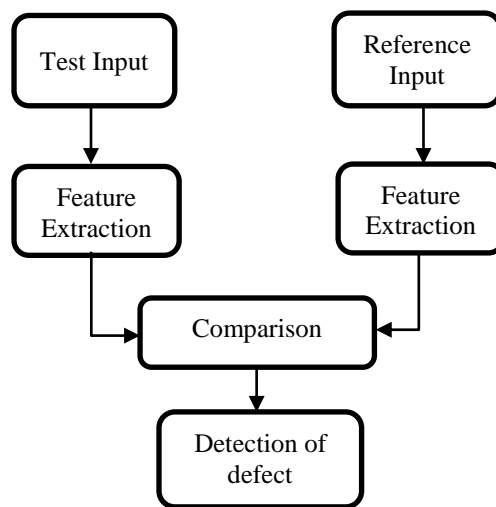 Test Input
Reference
Input
Feature
Extraction
Feature
Extraction
Comparison
Detection of
defect